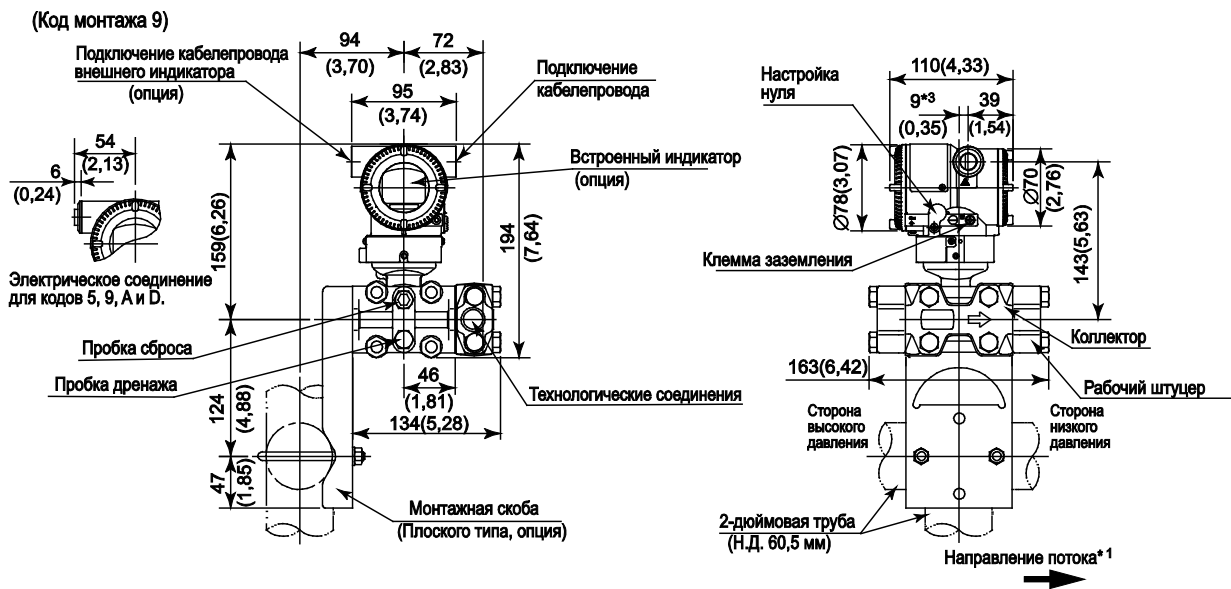 (Код монтажа 9)
Подключение кабелепровода
внешнего индикатора
(опция)
94
(3,70)
72
(2,83)
95
(3,74)
Подключение
кабелепровода
54
(2,13)
6
(0,24)
Электрическое соединение
для кодов 5, 9, A и D.
159(6,26)
Встроенный индикатор
(опция)
194
(7,64)
Пробка сброса
Пробка дренажа
46
(1,81)
134(5,28)
Технологические соединения
124
(4,88)
47
(1,85)
Монтажная скоба
(Плоского типа, опция)
Настройка
нуля
110(4,33)
9*3
(0,35)
39
(1,54)
Ø78(3,07)
Ø70
(2,76)
143(5,63)
Клемма заземления
Коллектор
163(6,42)
Рабочий штуцер
Сторона
высокого
давления
Сторона
низкого
давления
2-дюймовая труба
(Н.Д. 60,5 мм)
Направление потока*1